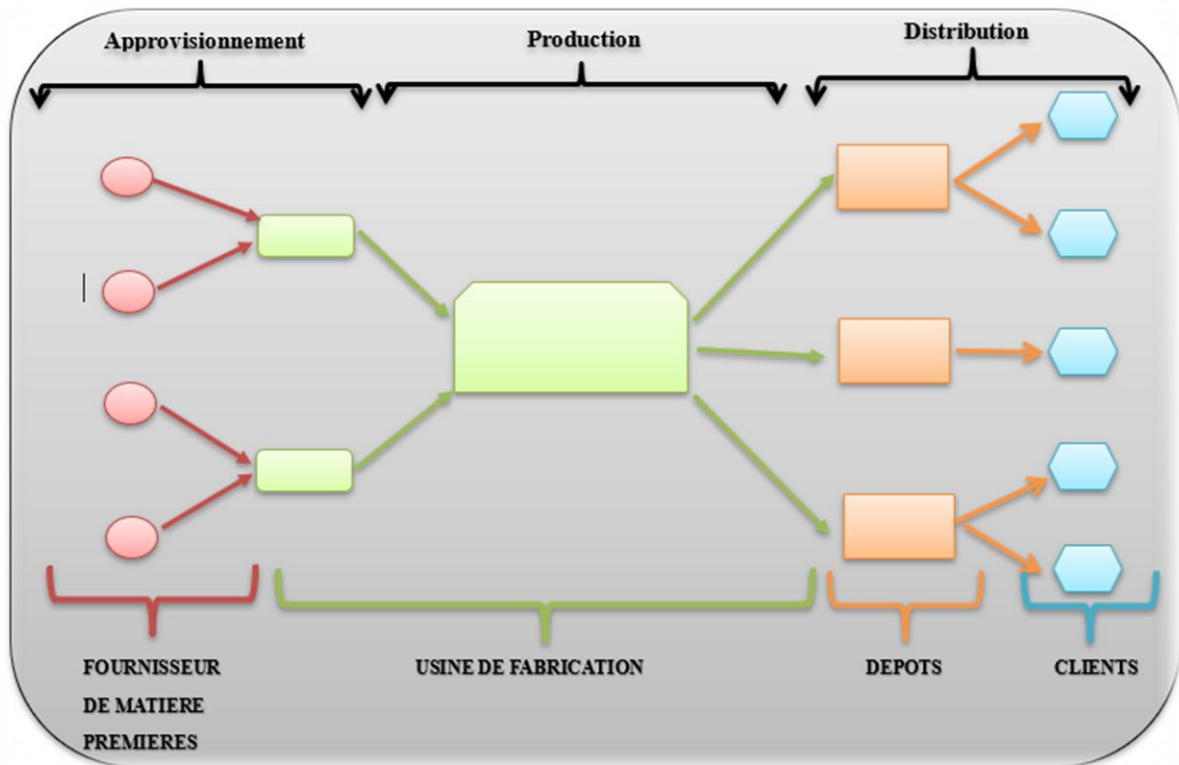 Approvisionnement
Production
Distribution
FOURNISSEUR
DE MATIERE
PREMIERES
USINE DE FABRICATION
DEPOTS
CLIENTS